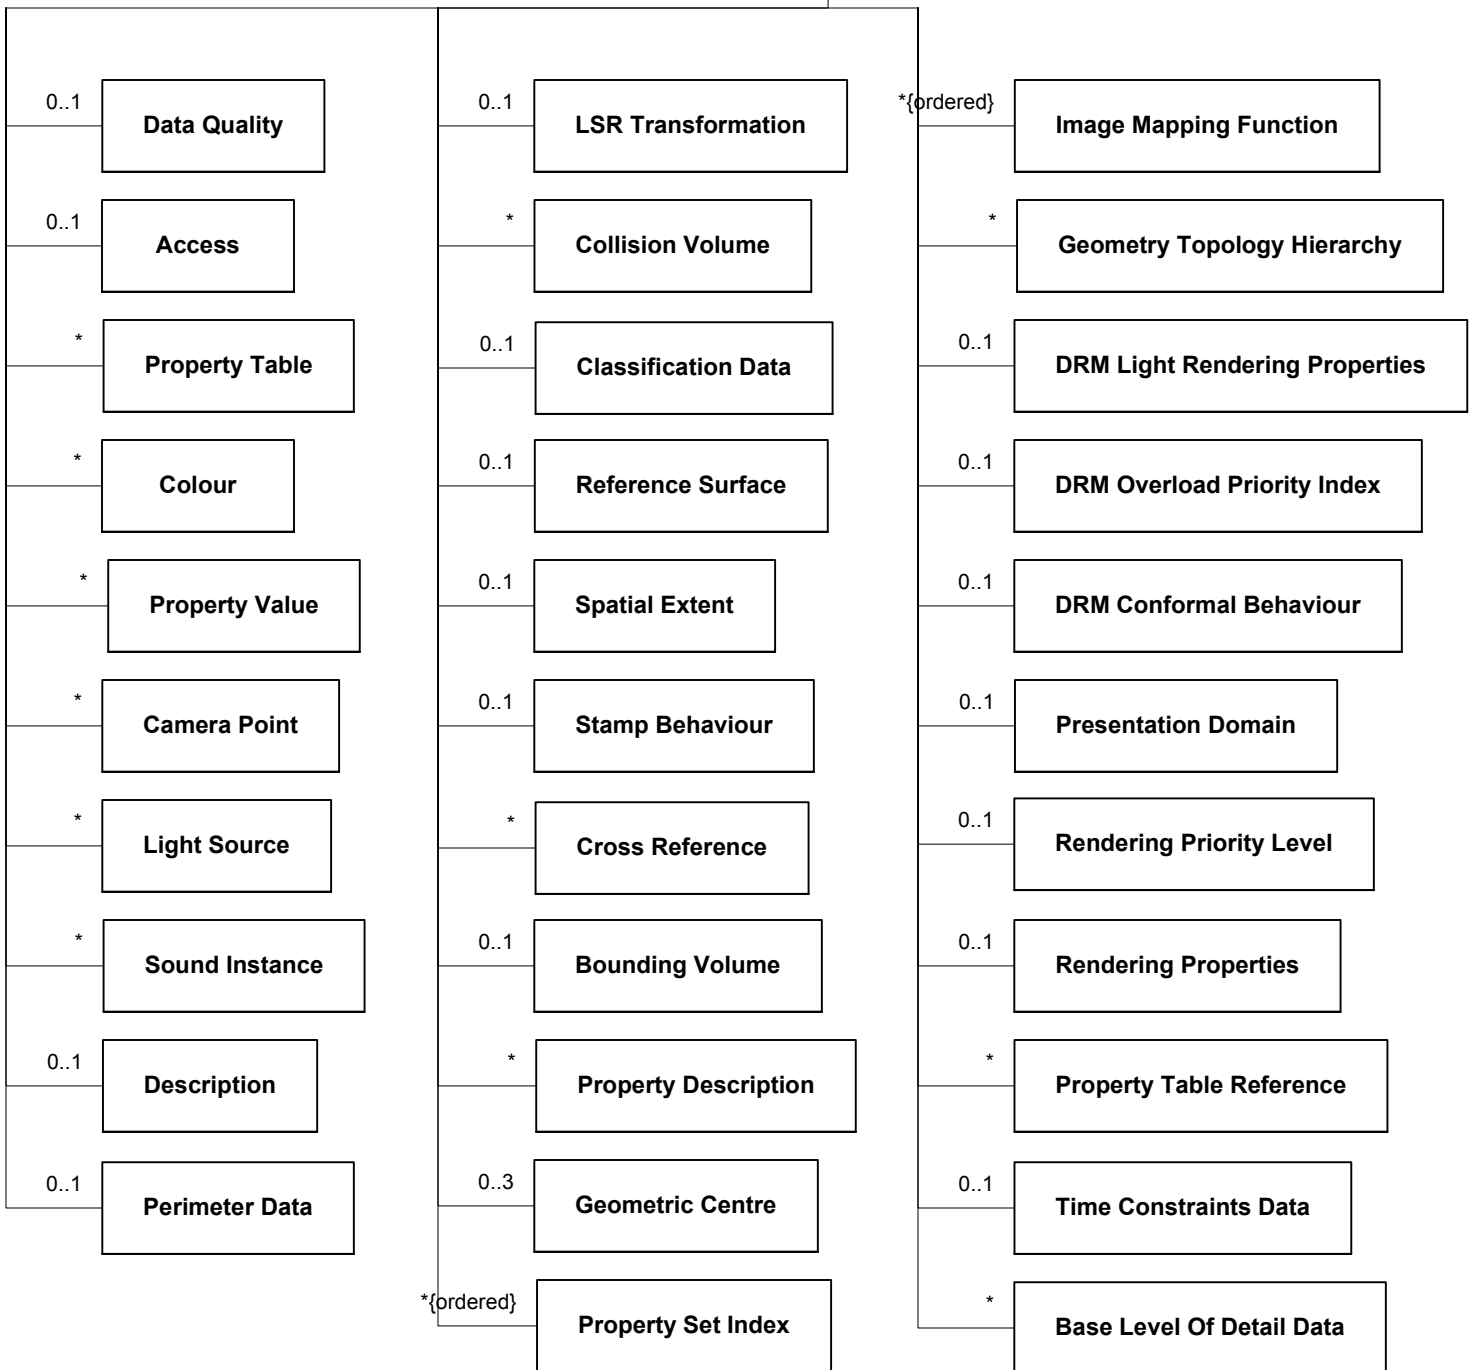 0..1
Data Quality
0..1
Access
*
Property Table
*
Colour
*
Property Value
*
Camera Point
*
Light Source
*
Sound Instance
0..1
Description
0..1
Perimeter Data
0..1
LSR Transformation
*
Collision Volume
0..1
Classification Data
0..1
Reference Surface
0..1
Spatial Extent
0..1
Stamp Behaviour
*
Cross Reference
0..1
Bounding Volume
*
Property Description
0..3
Geometric Centre
*{ordered}
Property Set Index
*{ordered}
Image Mapping Function
*
Geometry Topology Hierarchy
0..1
DRM Light Rendering Properties
0..1
DRM Overload Priority Index
0..1
DRM Conformal Behaviour
0..1
Presentation Domain
0..1
Rendering Priority Level
0..1
Rendering Properties
*
Property Table Reference
0..1
Time Constraints Data
*
Base Level Of Detail Data